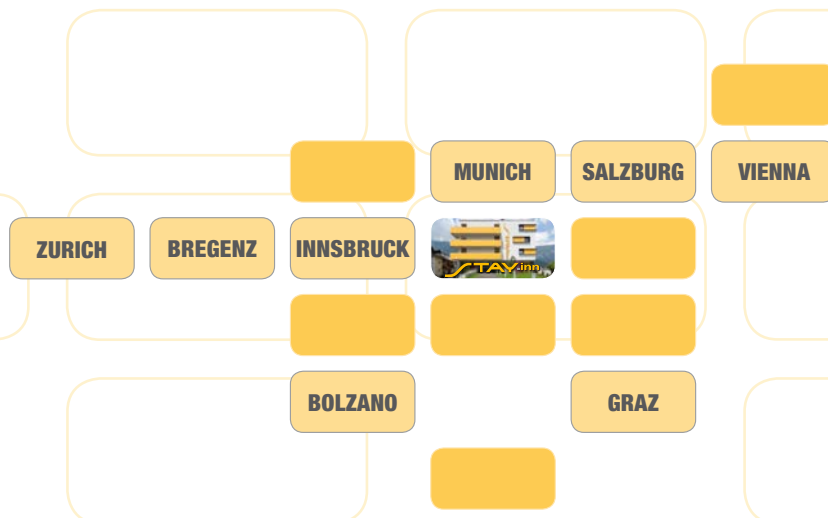 MUNICH
SALZBURG
VIENNA
ZURICH
BREGENZ
INNSBRUCK
STAY.inn
BOLZANO
GRAZ